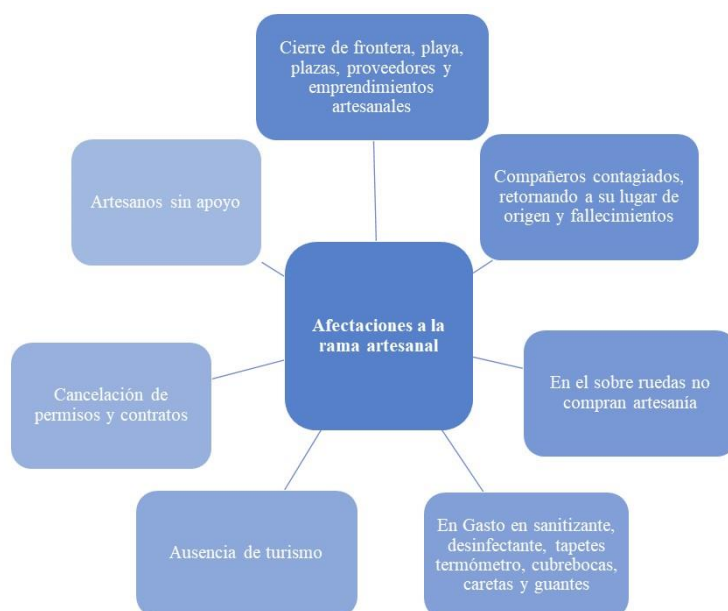 Cierre de frontera, playa,
plazas, proveedores y
emprendimientos
artesanales
Compañeros contagiados,
retornando a su lugar de
origen y fallecimientos
Artesanos sin apoyo
Afectaciones a la
rama artesanal
En el sobre ruedas no
compran artesanía
Cancelación de
permisos y contratos
Ausencia de turismo
En Gasto en sanitizante,
desinfectante, tapetes
termómetro, cubrebocas,
caretas y guantes